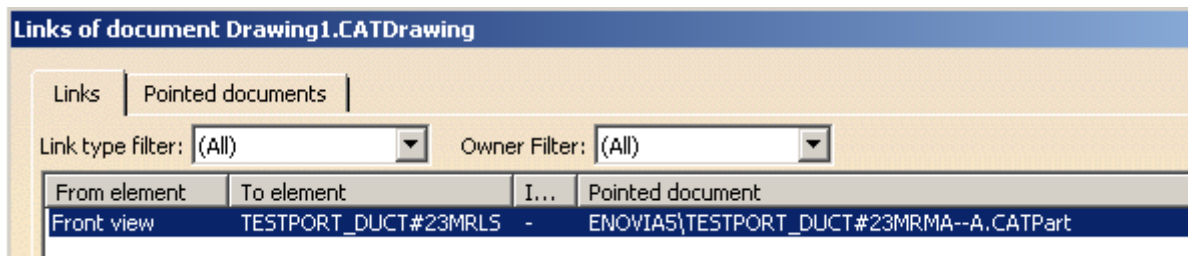 Links of document Drawing1.CATDrawing
Links Pointed documents
Link type filter: (All) Owner Filter: (All)
From element To element I... Pointed document
Front view TESTPORT_DUCT#23MRLS - ENOVIA5\TESTPORT_DUCT#23MRMA--A.CATPart